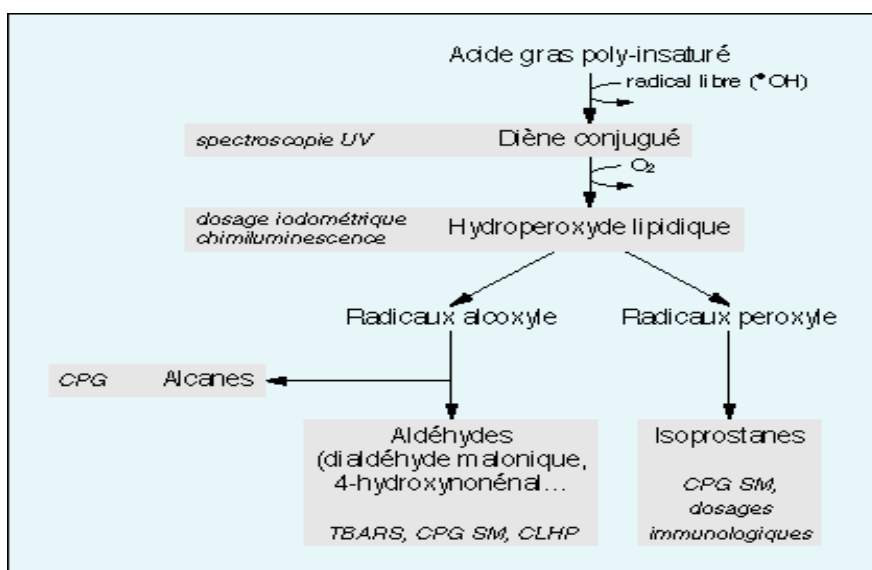 Acide gras poly-insaturé
radical libre (•OH)
spectroscopie UV Diène conjugué
O₂
dosage iodométrique
chimiluminescence
Hydroperoxyde lipidique
Radicaux alcoxyle Radicaux peroxyle
CPG Alcanes
Aldéhydes
(dialdéhyde malonique,
4-hydroxynonénal...
TBARS, CPG SM, CLHP
Isoprostanes
CPG SM,
dosages
immunologiques